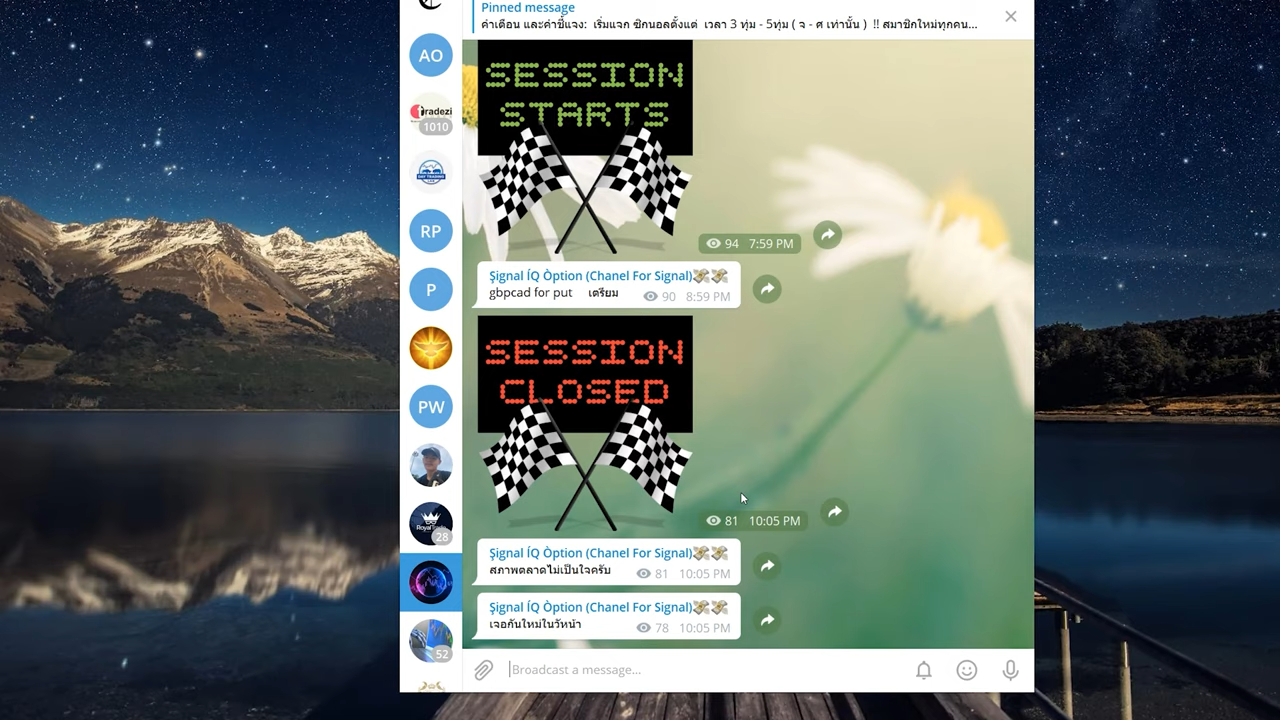 Pinned message
ค่าเตือน และค่าชี้แจง: เริ่มแจก ซิกนอลตั้งแต่ เวลา 3 ทุ่ม - 5ทุ่ม ( จ - ศ เท่านั้น ) !! สมาชิกใหม่ทุกคน...
AO
tradezi
1010
SESSION
STARTS
94 7:59 PM
RP
Şignal ÍQ Òption (Chanel For Signal)💸💸
gbpcad for put เตรียม 90 8:59 PM
P
SESSION
CLOSED
PW
81 10:05 PM
28
Şignal ÍQ Òption (Chanel For Signal)💸💸
สภาพตลาดไม่เป็นใจครับ 81 10:05 PM
Şignal ÍQ Òption (Chanel For Signal)💸💸
เจอกันใหม่ในวัหน้า 78 10:05 PM
52
Broadcast a message...